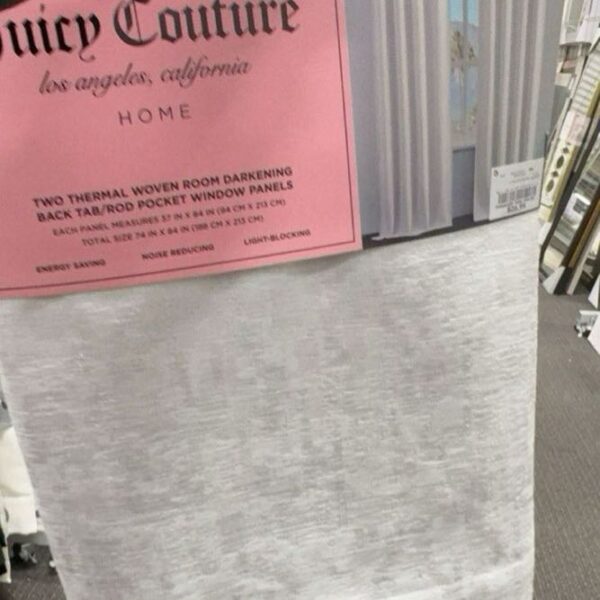 Juicy Couture
los angeles, california
HOME
TWO THERMAL WOVEN ROOM DARKENING
BACK TAB/ROD POCKET WINDOW PANELS
EACH PANEL MEASURES 37 IN X 84 IN (94 CM X 213 CM)
TOTAL SIZE 74 IN X 84 IN (188 CM X 213 CM)
ENERGY SAVING NOISE REDUCING LIGHT-BLOCKING